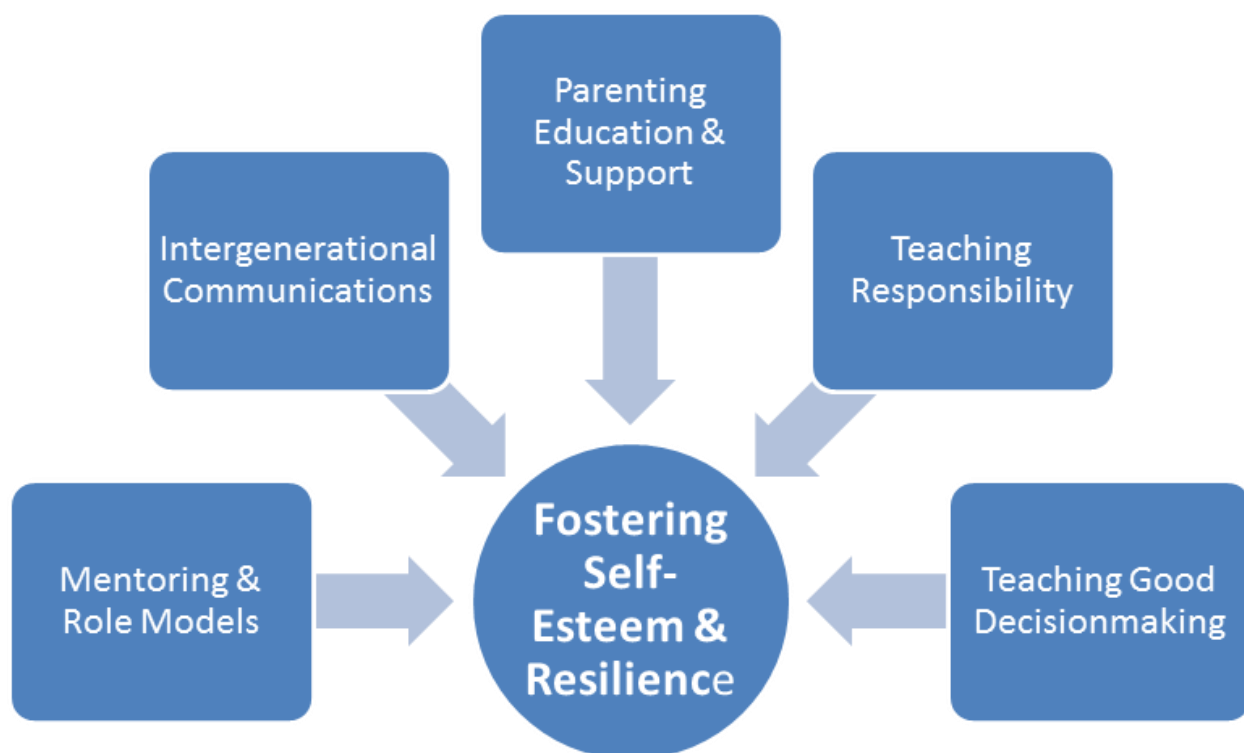 Parenting
Education &
Support
Intergenerational
Communications
Teaching
Responsibility
Mentoring &
Role Models
Fostering
Self-
Esteem &
Resilience
Teaching Good
Decisionmaking